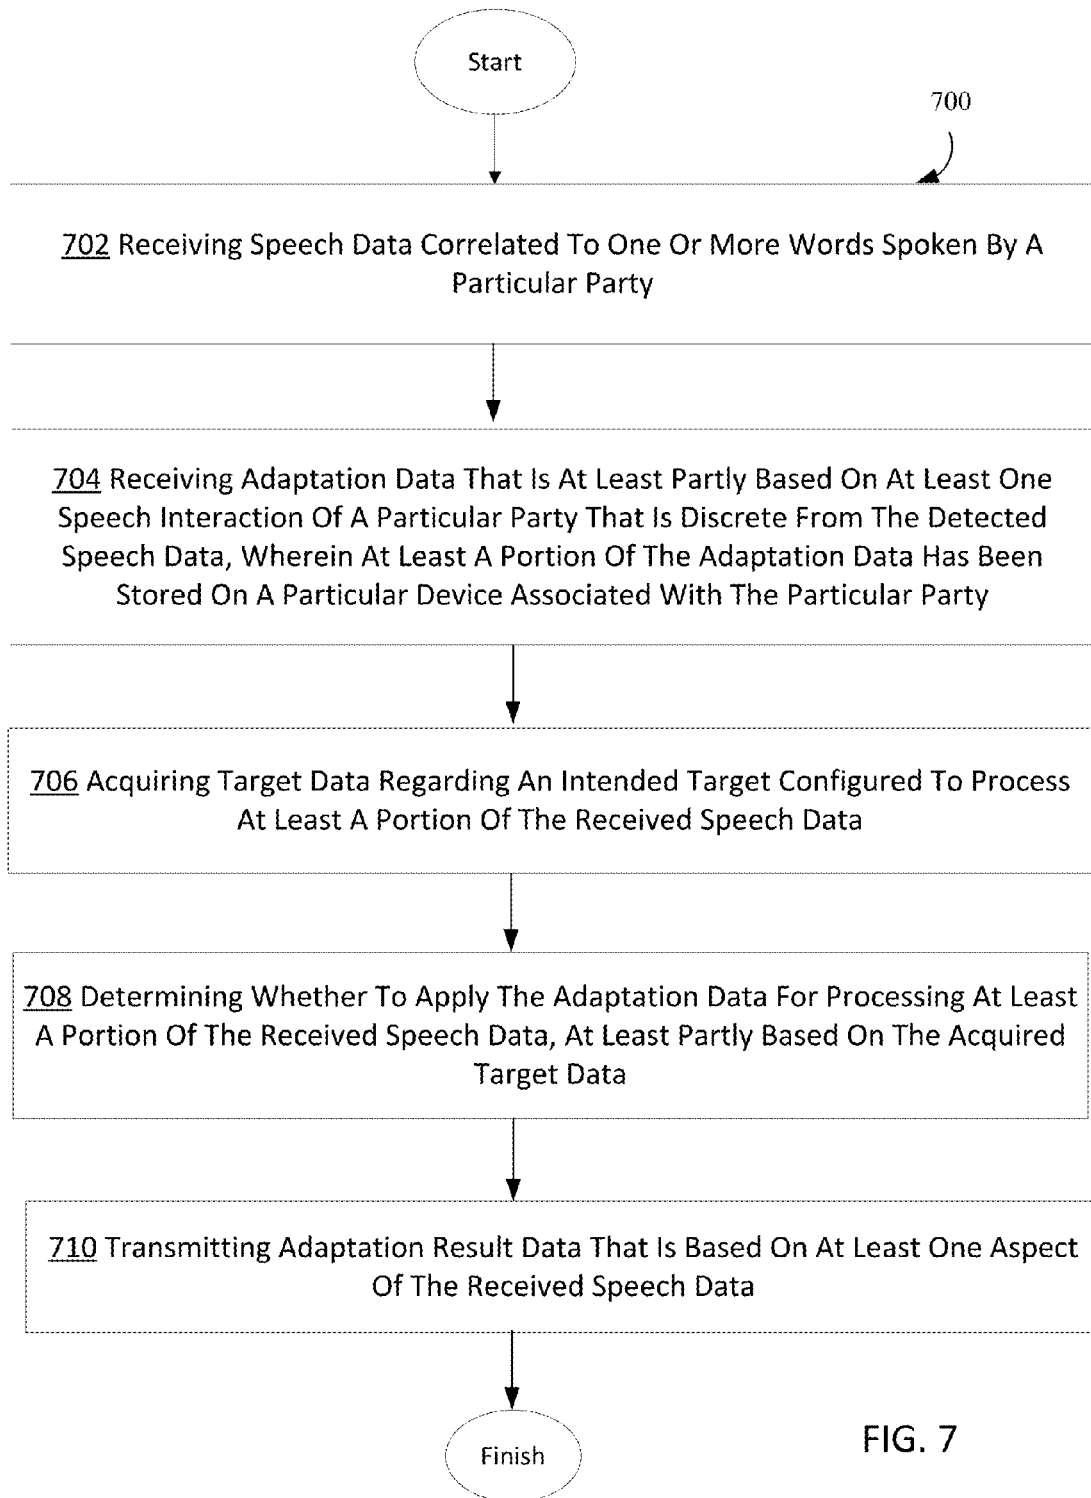 Start
700
702 Receiving Speech Data Correlated To One Or More Words Spoken By A
Particular Party
704 Receiving Adaptation Data That Is At Least Partly Based On At Least One
Speech Interaction Of A Particular Party That Is Discrete From The Detected
Speech Data, Wherein At Least A Portion Of The Adaptation Data Has Been
Stored On A Particular Device Associated With The Particular Party
706 Acquiring Target Data Regarding An Intended Target Configured To Process
At Least A Portion Of The Received Speech Data
708 Determining Whether To Apply The Adaptation Data For Processing At Least
A Portion Of The Received Speech Data, At Least Partly Based On The Acquired
Target Data
710 Transmitting Adaptation Result Data That Is Based On At Least One Aspect
Of The Received Speech Data
Finish
FIG. 7